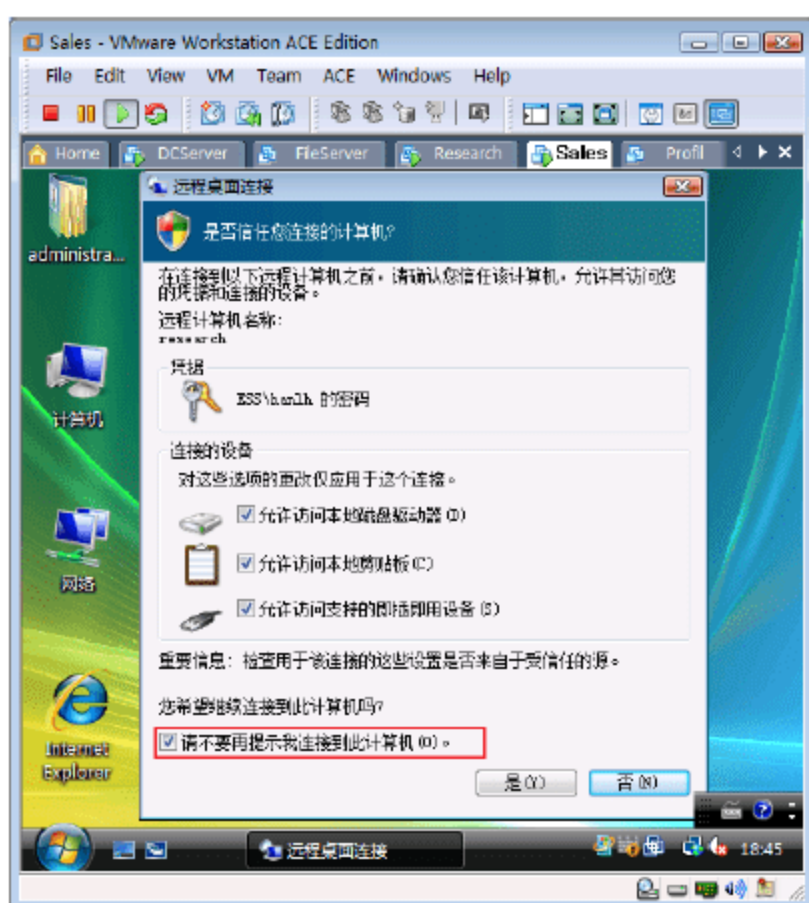 Sales - VMware Workstation ACE Edition
File Edit View VM Team ACE Windows Help
Home DCServer FileServer Research Sales Profil
远程桌面连接
是否信任您连接的计算机?
administra...
在连接到以下远程计算机之前，请确认您信任该计算机，允许其访问您
的凭据和连接的设备。
远程计算机名称:
research
凭据
ESS\hanlh 的密码
计算机
连接的设备
对这些选项的更改仅应用于这个连接。
允许访问本地磁盘驱动器(D)
允许访问本地剪贴板(C)
网络
允许访问支持的即插即用设备(S)
重要信息: 检查用于该连接的这些设置是否来自于受信任的源。
您希望继续连接到此计算机吗?
请不要再提示我连接到此计算机(O)。
Internet
Explorer
是(Y) 否(N)
远程桌面连接 18:45